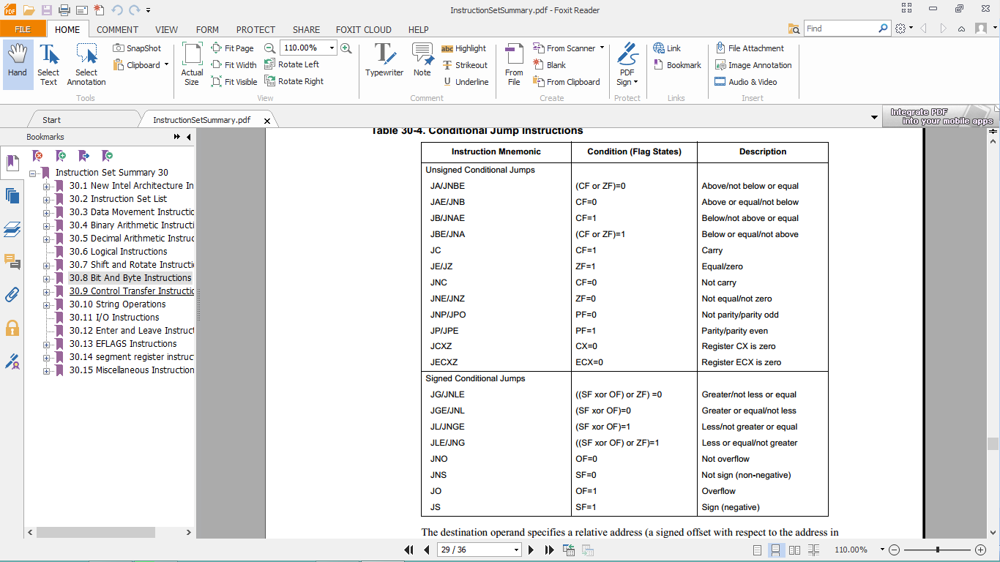 InstructionSetSummary.pdf - Foxit Reader
FILE HOME COMMENT VIEW FORM PROTECT SHARE FOXIT CLOUD HELP Find
Hand
Select Text
Select Annotation
SnapShot
Clipboard
Tools
Actual Size
Fit Page
Fit Width
Fit Visible
110.00%
Rotate Left
Rotate Right
View
Typewriter
Note
Highlight
Strikeout
Underline
Comment
From File
From Scanner
Blank
From Clipboard
Create
PDF Sign
Protect
Link
Bookmark
Links
File Attachment
Image Annotation
Audio & Video
Insert
Start
InstructionSetSummary.pdf
Integrate PDF
into your mobile apps
Bookmarks
Instruction Set Summary 30
30.1 New Intel Architecture In
30.2 Instruction Set List
30.3 Data Movement Instructio
30.4 Binary Arithmetic Instructi
30.5 Decimal Arithmetic Instruc
30.6 Logical Instructions
30.7 Shift and Rotate Instructio
30.8 Bit And Byte Instructions
30.9 Control Transfer Instructio
30.10 String Operations
30.11 I/O Instructions
30.12 Enter and Leave Instruct
30.13 EFLAGS Instructions
30.14 segment register instruc
30.15 Miscellaneous Instruction
Table 30-4. Conditional Jump Instructions
Instruction Mnemonic Condition (Flag States) Description
Unsigned Conditional Jumps
JA/JNBE (CF or ZF)=0 Above/not below or equal
JAE/JNB CF=0 Above or equal/not below
JB/JNAE CF=1 Below/not above or equal
JBE/JNA (CF or ZF)=1 Below or equal/not above
JC CF=1 Carry
JE/JZ ZF=1 Equal/zero
JNC CF=0 Not carry
JNE/JNZ ZF=0 Not equal/not zero
JNP/JPO PF=0 Not parity/parity odd
JP/JPE PF=1 Parity/parity even
JCXZ CX=0 Register CX is zero
JECXZ ECX=0 Register ECX is zero
Signed Conditional Jumps
JG/JNLE ((SF xor OF) or ZF) =0 Greater/not less or equal
JGE/JNL (SF xor OF)=0 Greater or equal/not less
JL/JNGE (SF xor OF)=1 Less/not greater or equal
JLE/JNG ((SF xor OF) or ZF)=1 Less or equal/not greater
JNO OF=0 Not overflow
JNS SF=0 Not sign (non-negative)
JO OF=1 Overflow
JS SF=1 Sign (negative)
The destination operand specifies a relative address (a signed offset with respect to the address in
29 / 36
110.00%